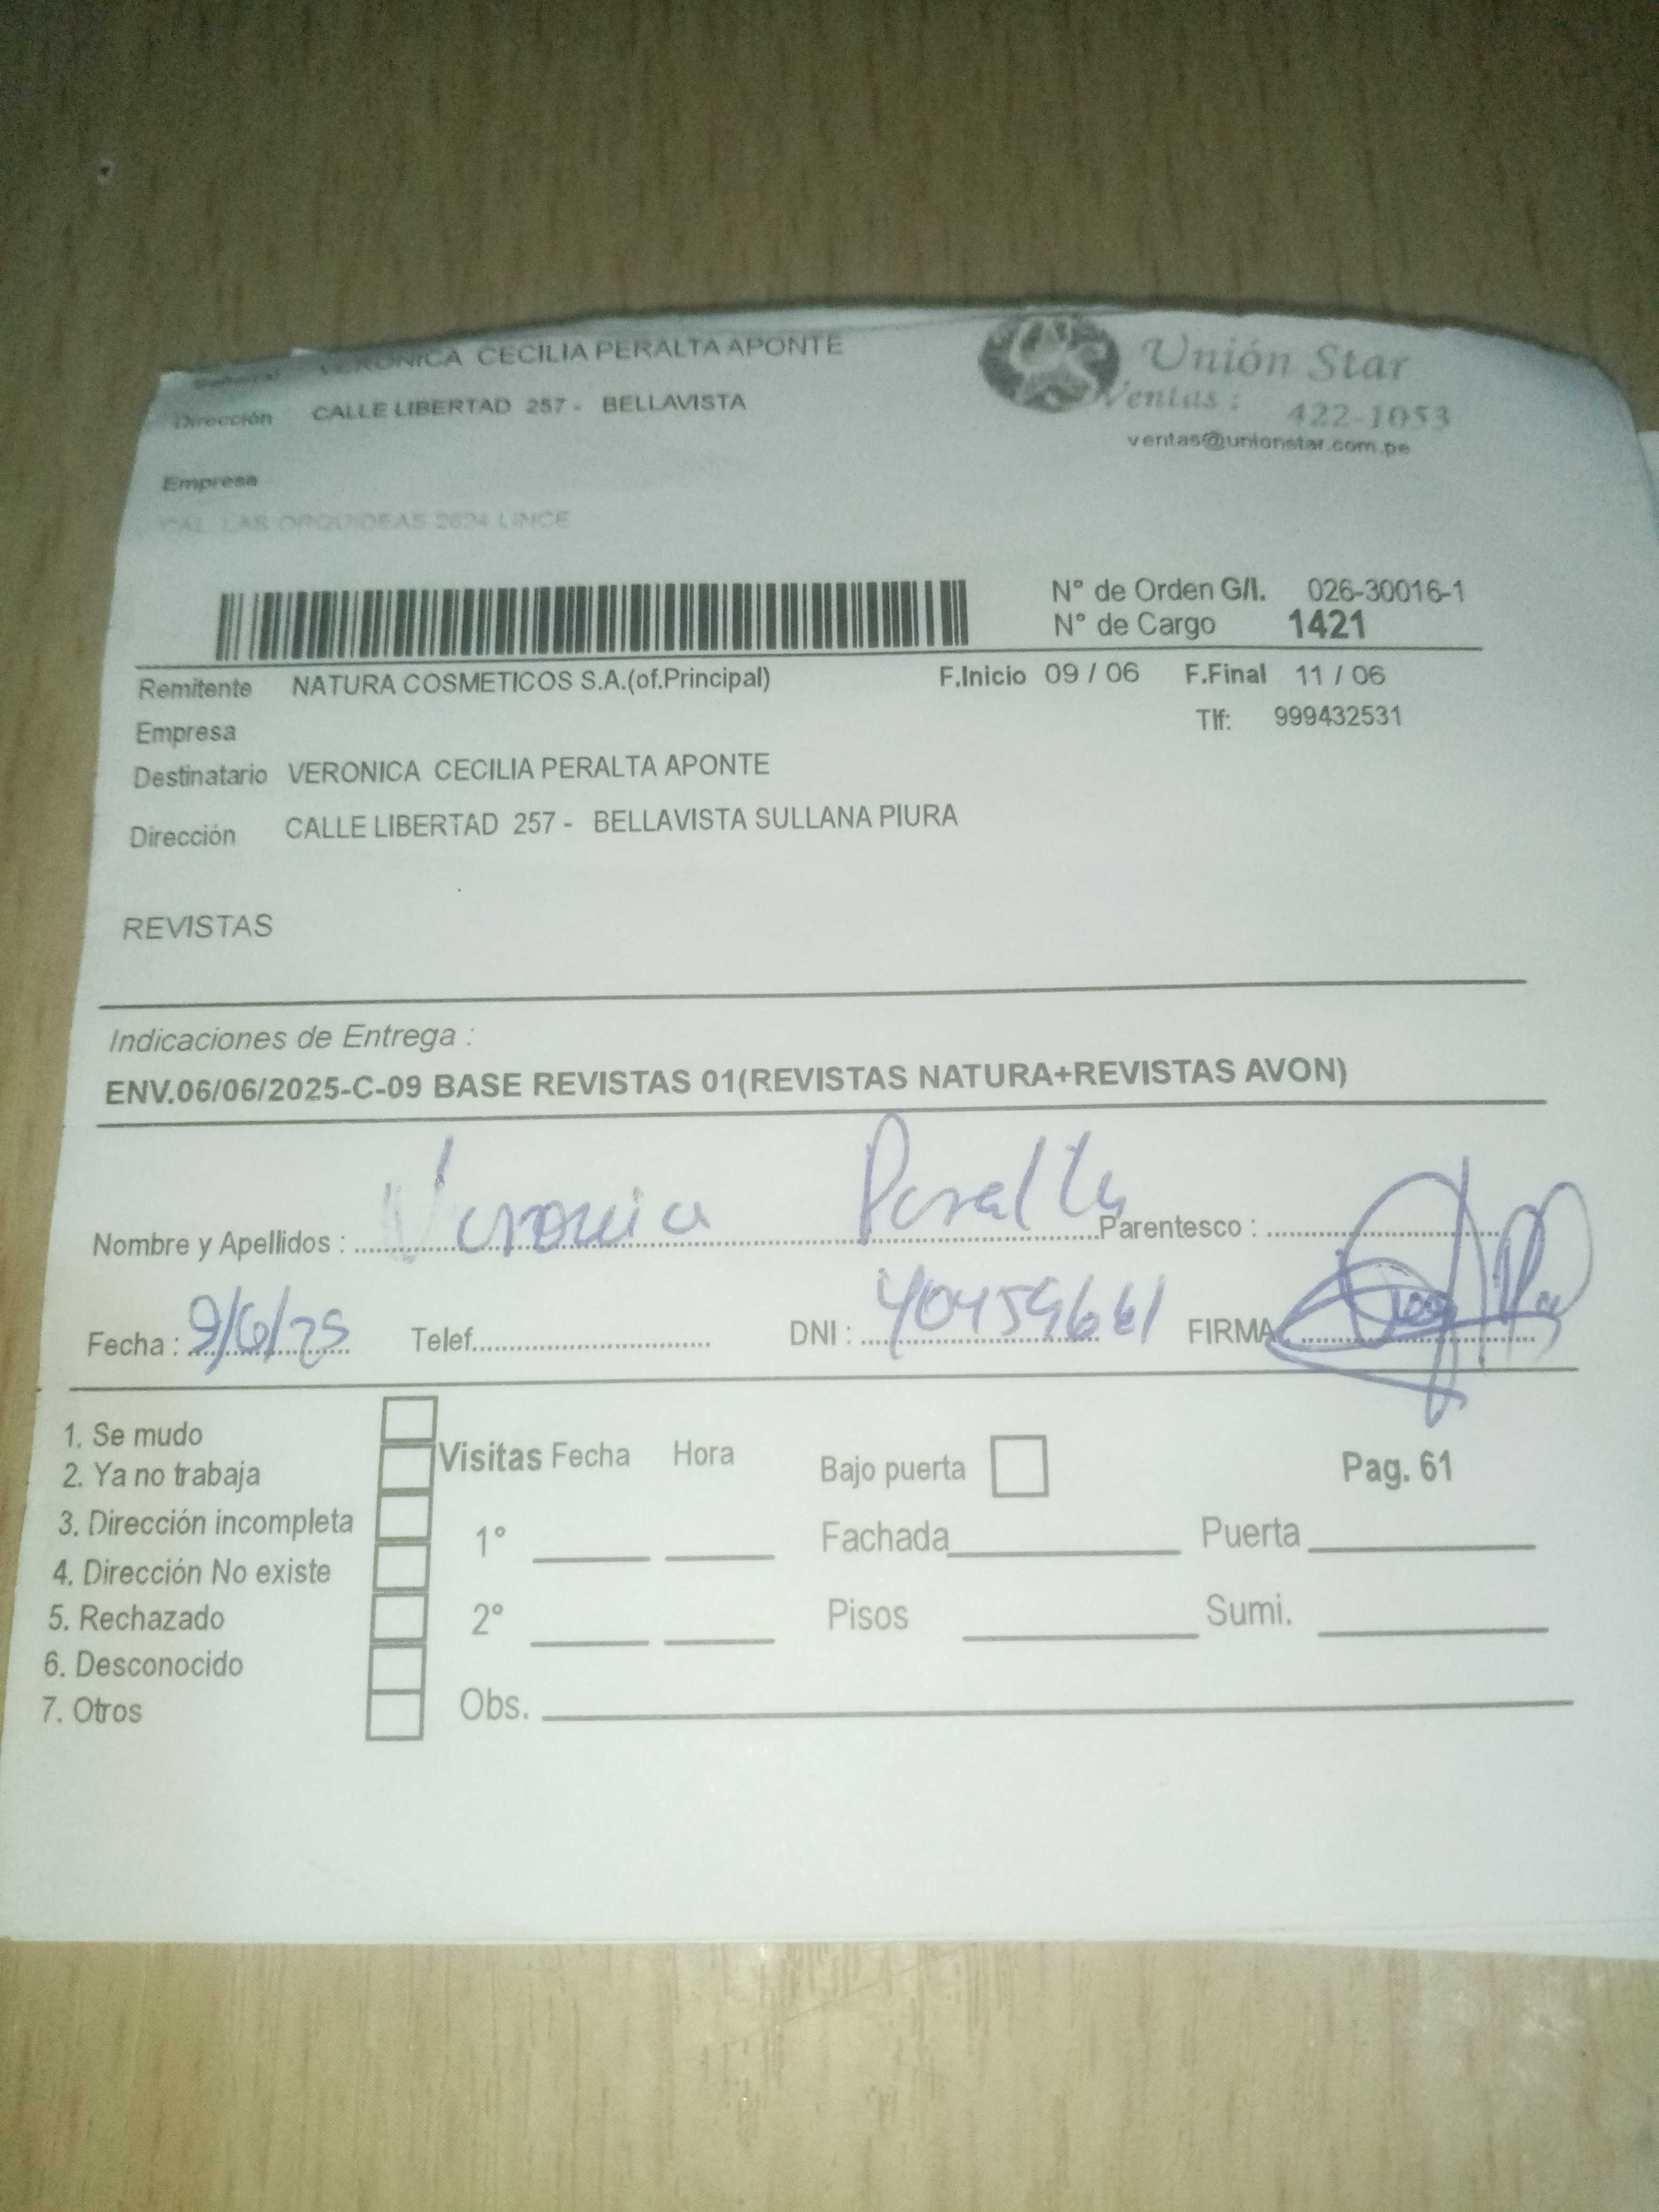 VERONICA CECILIA PERALTA APONTE
Dirección CALLE LIBERTAD 257 - BELLAVISTA
Unión Star
Ventas : 422-1053
ventas@unionstar.com.pe
Empresa
CAL LAS ORQUIDEAS 2624 LINCE
N° de Orden G/I. 026-30016-1
N° de Cargo 1421
Remitente NATURA COSMETICOS S.A.(of.Principal) F.Inicio 09 / 06 F.Final 11 / 06
Empresa Tlf: 999432531
Destinatario VERONICA CECILIA PERALTA APONTE
Dirección CALLE LIBERTAD 257 - BELLAVISTA SULLANA PIURA
REVISTAS
Indicaciones de Entrega :
ENV.06/06/2025-C-09 BASE REVISTAS 01(REVISTAS NATURA+REVISTAS AVON)
Nombre y Apellidos : Veronica Peralta Parentesco :
Fecha : 9/6/25 Telef. DNI : FIRMA
1. Se mudo
2. Ya no trabaja
3. Dirección incompleta
4. Dirección No existe
5. Rechazado
6. Desconocido
7. Otros
Visitas Fecha Hora Bajo puerta Pag. 61
1° Fachada Puerta
2° Pisos Sumi.
Obs.